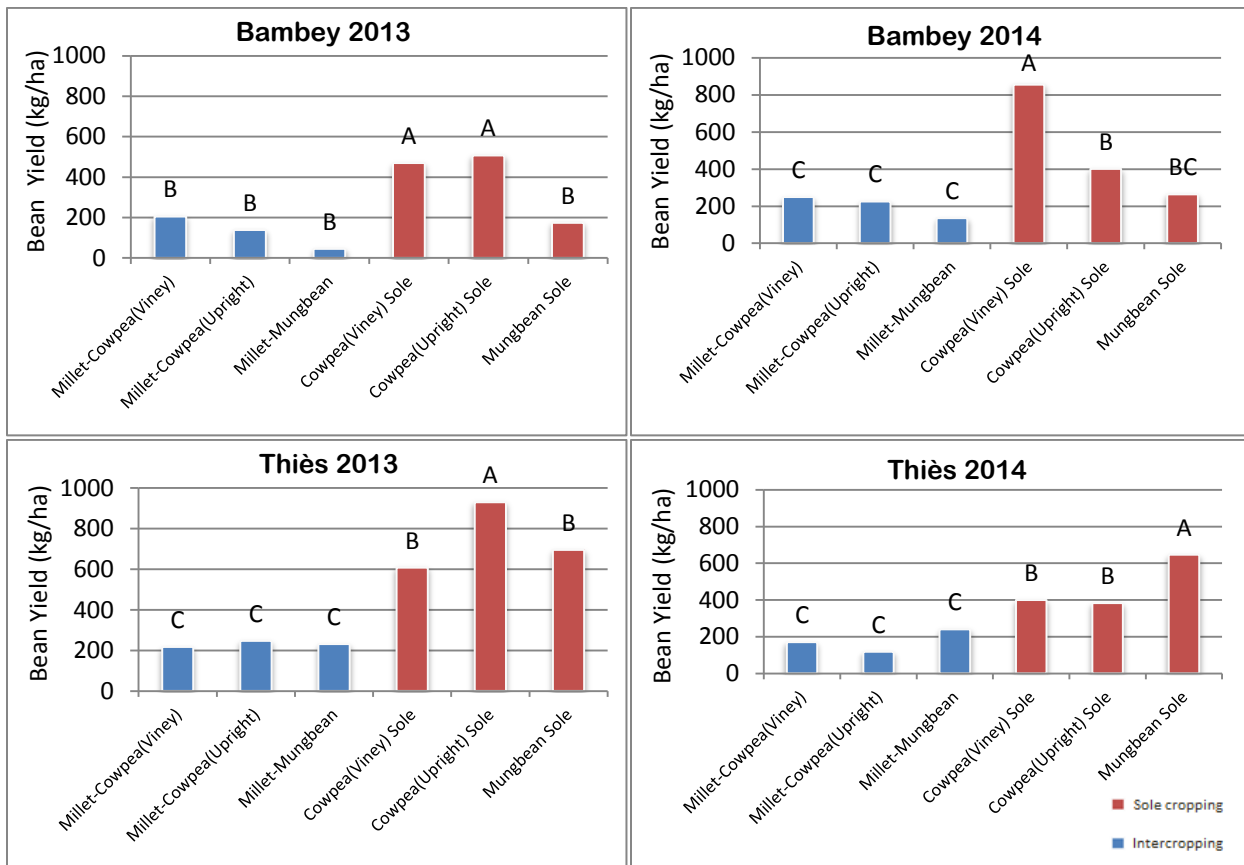 Bambey 2013
Bean Yield (kg/ha)
1000
800
600
400
200
0
B
B
B
A
A
B
Millet-Cowpea(Viney)
Millet-Cowpea(Upright)
Millet-Mungbean
Cowpea(Viney) Sole
Cowpea(Upright) Sole
Mungbean Sole
Bambey 2014
Bean Yield (kg/ha)
1000
800
600
400
200
0
C
C
C
A
B
BC
Millet-Cowpea(Viney)
Millet-Cowpea(Upright)
Millet-Mungbean
Cowpea(Viney) Sole
Cowpea(Upright) Sole
Mungbean Sole
Thiès 2013
Bean Yield (kg/ha)
1000
800
600
400
200
0
C
C
C
B
A
B
Millet-Cowpea(Viney)
Millet-Cowpea(Upright)
Millet-Mungbean
Cowpea(Viney) Sole
Cowpea(Upright) Sole
Mungbean Sole
Thiès 2014
Bean Yield (kg/ha)
1000
800
600
400
200
0
C
C
C
B
B
A
Millet-Cowpea(Viney)
Millet-Cowpea(Upright)
Millet-Mungbean
Cowpea(Viney) Sole
Cowpea(Upright) Sole
Mungbean Sole
Sole cropping
Intercropping